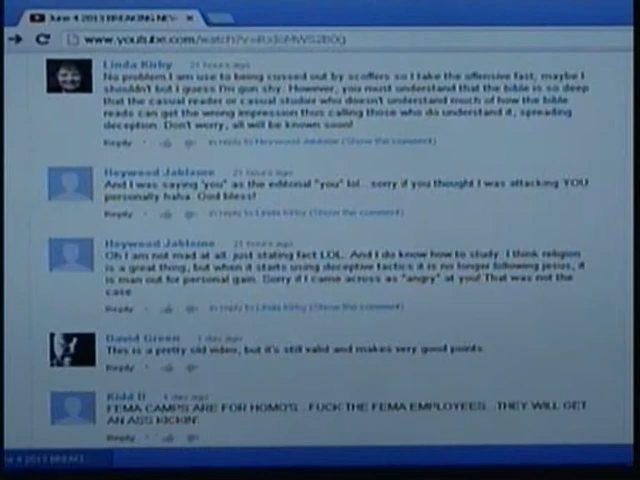 June 4 2013 BREAKING NEW
www.youtube.com/watch?v=
Linda Kirby 21 hours ago
No problem I am use to being cussed out by scoffers so I take the offensive fast, maybe I
shouldn't but I guess I'm gun shy. However, you must understand that the bible is so deep
that the casual reader or casual studier who doesn't understand much of how the bible
reads can get the wrong impression thus calling those who do understand it, spreading
deception. Don't worry, all will be known soon!
Reply · in reply to Heywood Jablome (Show the comment)
Heywood Jablome 21 hours ago
And I was saying 'you" as the editorial "you" lol...sorry if you thought I was attacking YOU
personally haha. God bless!
Reply · in reply to Linda Kirby (Show the comment)
Heywood Jablome 21 hours ago
Oh I am not mad at all, just stating fact LOL. And I do know how to study. I think religion
is a great thing, but when it starts using deceptive tactics it is no longer following jesus, it
is man out for personal gain. Sorry if I came across as "angry" at you! That was not the
case
Reply · in reply to Linda Kirby (Show the comment)
David Green 1 day ago
This is a pretty old video, but it's still valid and makes very good points.
Reply ·
Kidd D 1 day ago
FEMA CAMPS ARE FOR HOMO'S . FUCK THE FEMA EMPLOYEES . THEY WILL GET
AN ASS KICKIN'
Reply ·
ne 4 2013 BREAKI...